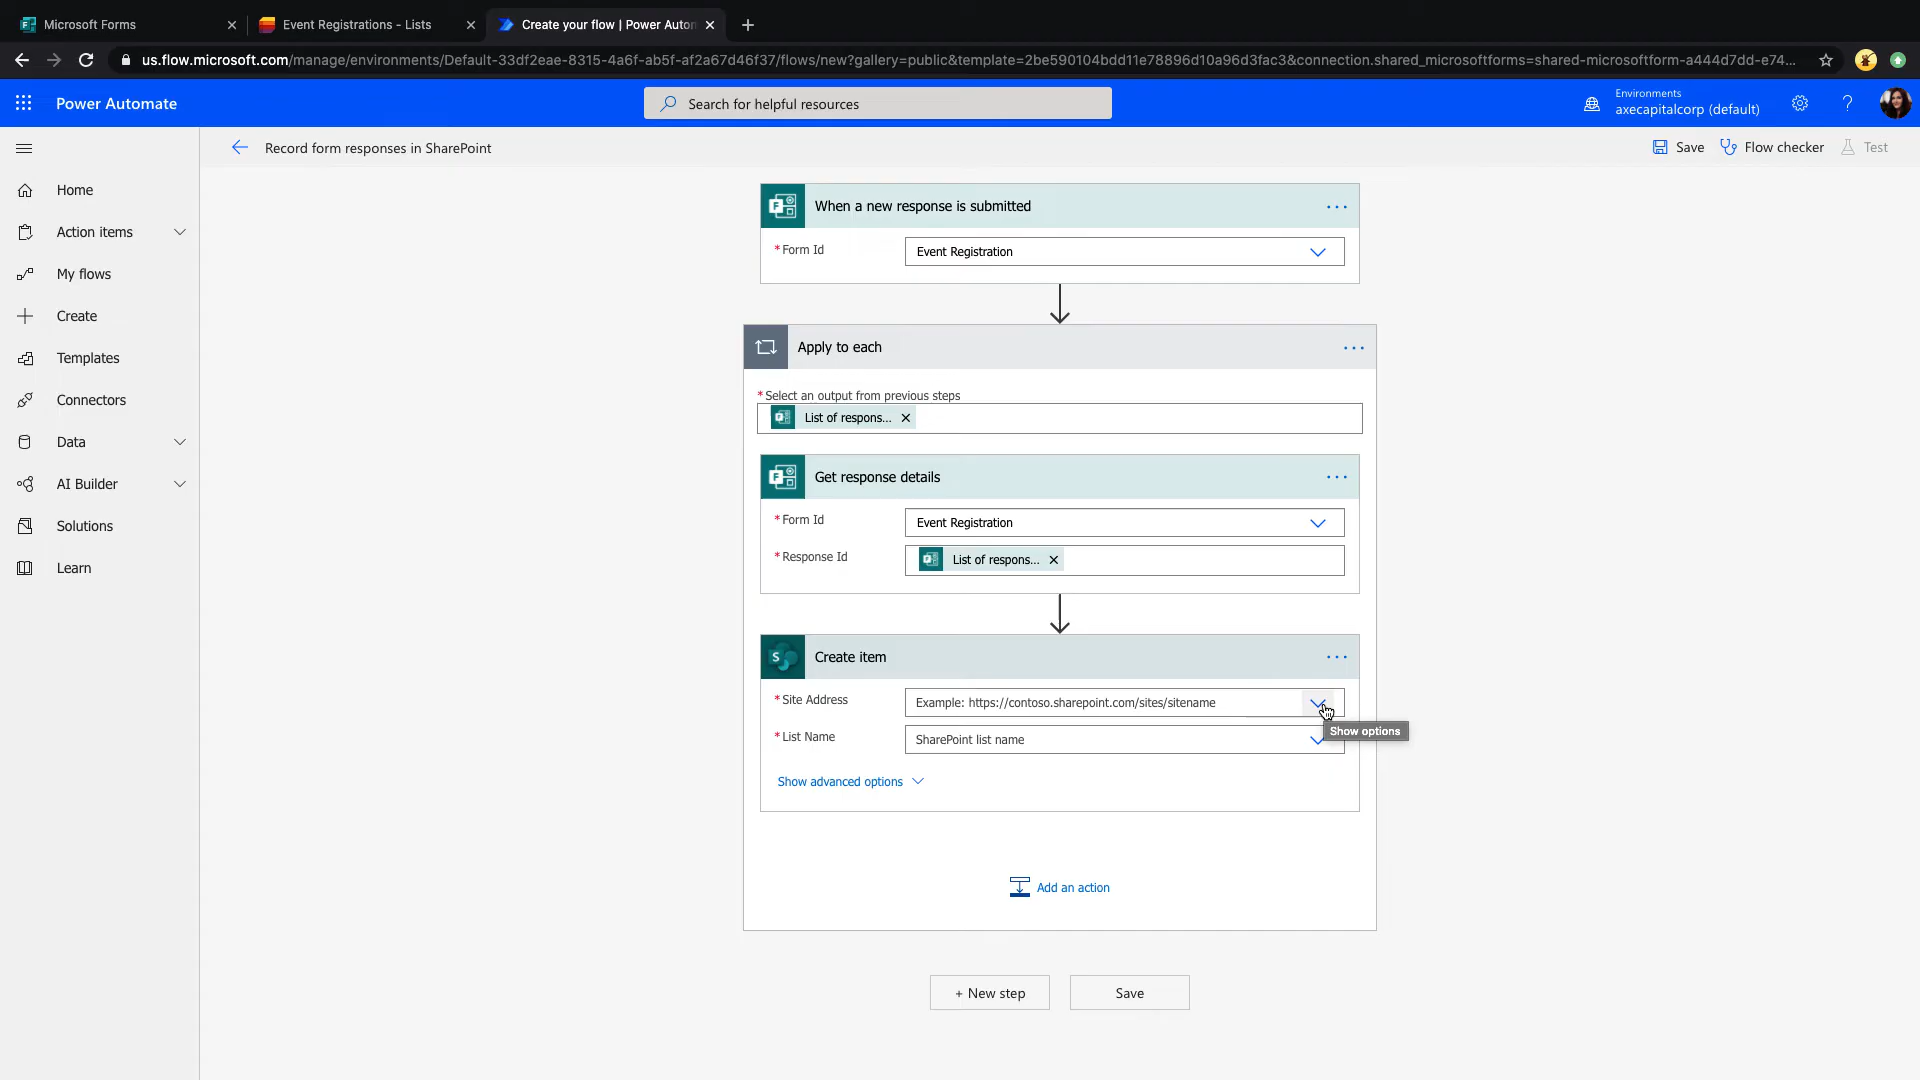 Microsoft Forms
Event Registrations - Lists
Create your flow | Power Auton
us.flow.microsoft.com/manage/environments/Default-33df2eae-8315-4a6f-ab5f-af2a67d46f37/flows/new?gallery=public&template=2be590104bdd11e78896d10a96d3fac3&connection.shared_microsoftforms=shared-microsoftform-a444d7dd-e74...
Power Automate
Search for helpful resources
Environments
axecapitalcorp (default)
?
Record form responses in SharePoint
Save
Flow checker
Test
Home
Action items
My flows
Create
Templates
Connectors
Data
AI Builder
Solutions
Learn
When a new response is submitted
* Form Id
Event Registration
Apply to each
* Select an output from previous steps
List of respons...
Get response details
* Form Id
Event Registration
* Response Id
List of respons...
Create item
* Site Address
Example: https://contoso.sharepoint.com/sites/sitename
Show options
* List Name
SharePoint list name
Show advanced options
Add an action
+ New step
Save